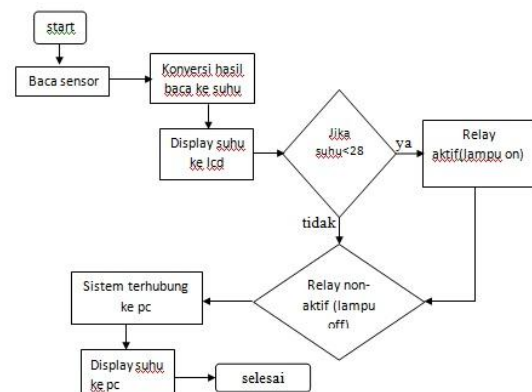 start
Baca sensor
Konversi hasil
baca ke suhu
Display suhu
ke lcd
Jika
suhu<28
ya
Relay
aktif(lampu on)
tidak
Relay non-
aktif (lampu
off)
Sistem terhubung
ke pc
Display suhu
ke pc
selesai